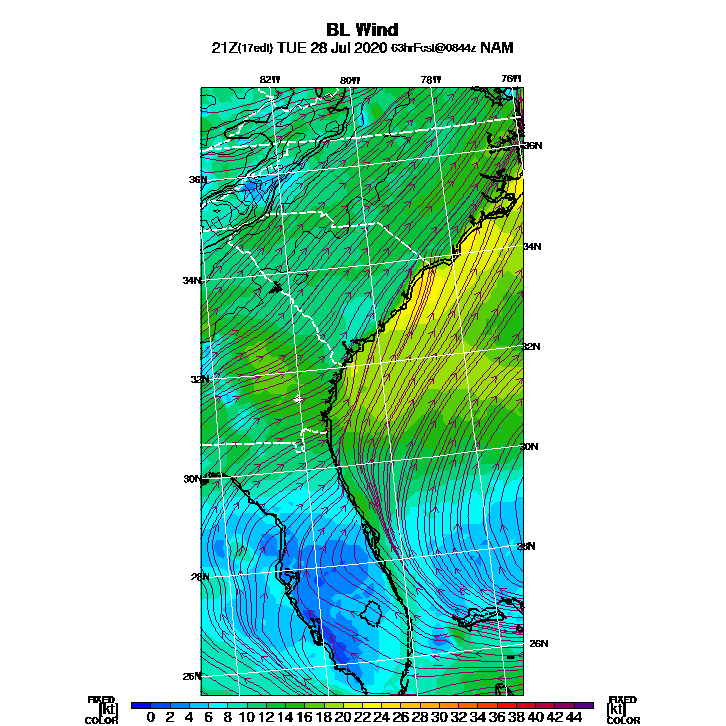 BL Wind
21Z(17edt) TUE 28 Jul 2020 63hrFcst@0844z NAM
82W 80W 78W 76W
36N
36N
34N
34N
32N
32N
30N
30N
28N
28N
26N
26N
FIXED FIXED
[kt] 0 2 4 6 8 10 12 14 16 18 20 22 24 26 28 30 32 34 36 38 40 42 44 [kt]
COLOR COLOR